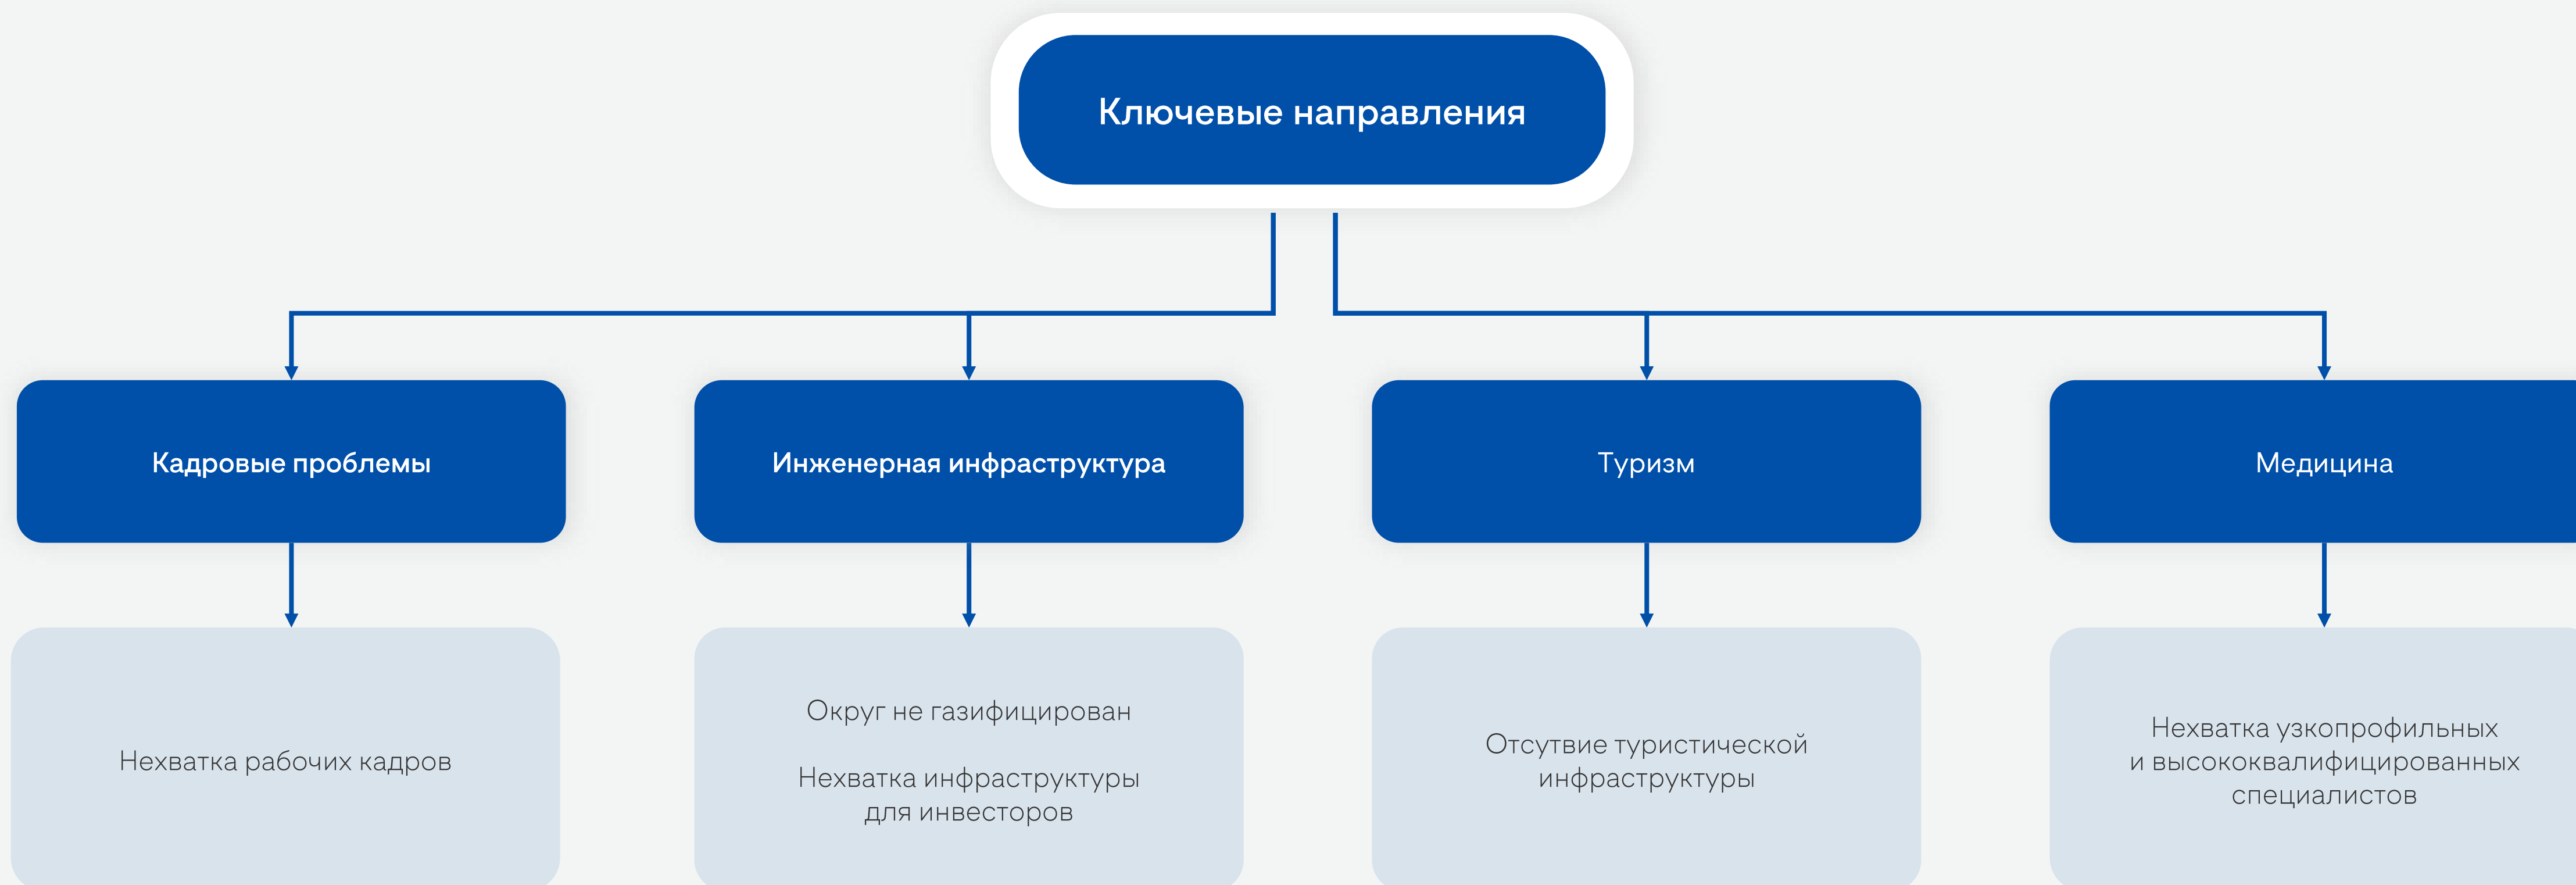 Ключевые направления
Кадровые проблемы
Инженерная инфраструктура
Туризм
Медицина
Нехватка рабочих кадров
Округ не газифицирован
Нехватка инфраструктуры
для инвесторов
Отсутвие туристической
инфраструктуры
Нехватка узкопрофильных
и высококвалифицированных
специалистов